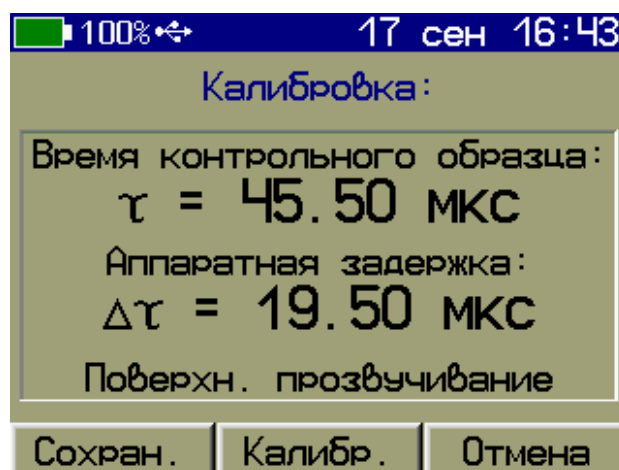 100% 17 сен 16:43
Калибровка:
Время контрольного образца:
τ = 45.50 мкс
Аппаратная задержка:
Δτ = 19.50 мкс
Поверхн. прозвучивание
Сохран. Калибр. Отмена